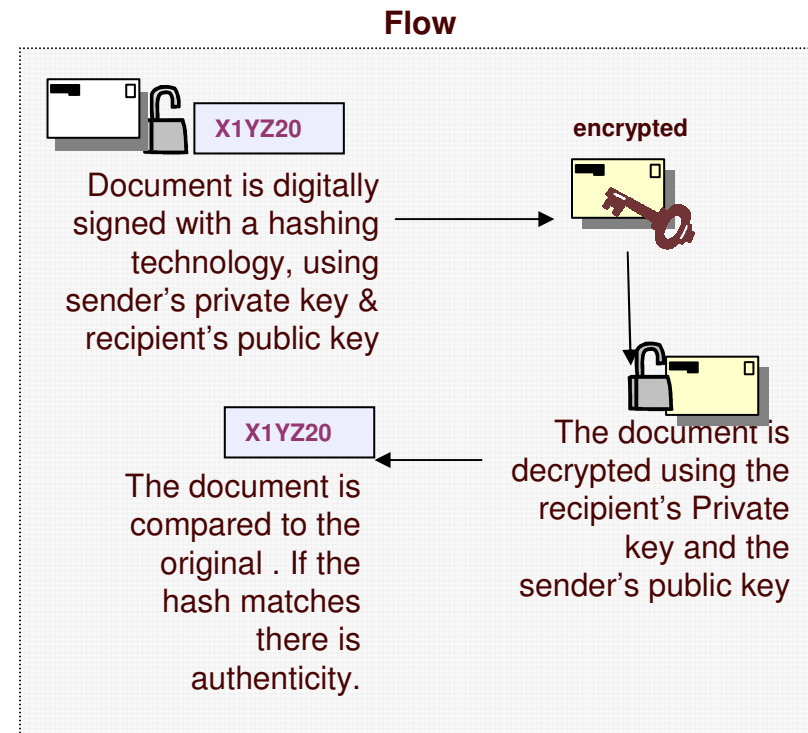 Flow
X1YZ20
Document is digitally
signed with a hashing
technology, using
sender's private key &
recipient's public key
encrypted
The document is
decrypted using the
recipient's Private
key and the
sender's public key
X1YZ20
The document is
compared to the
original . If the
hash matches
there is
authenticity.